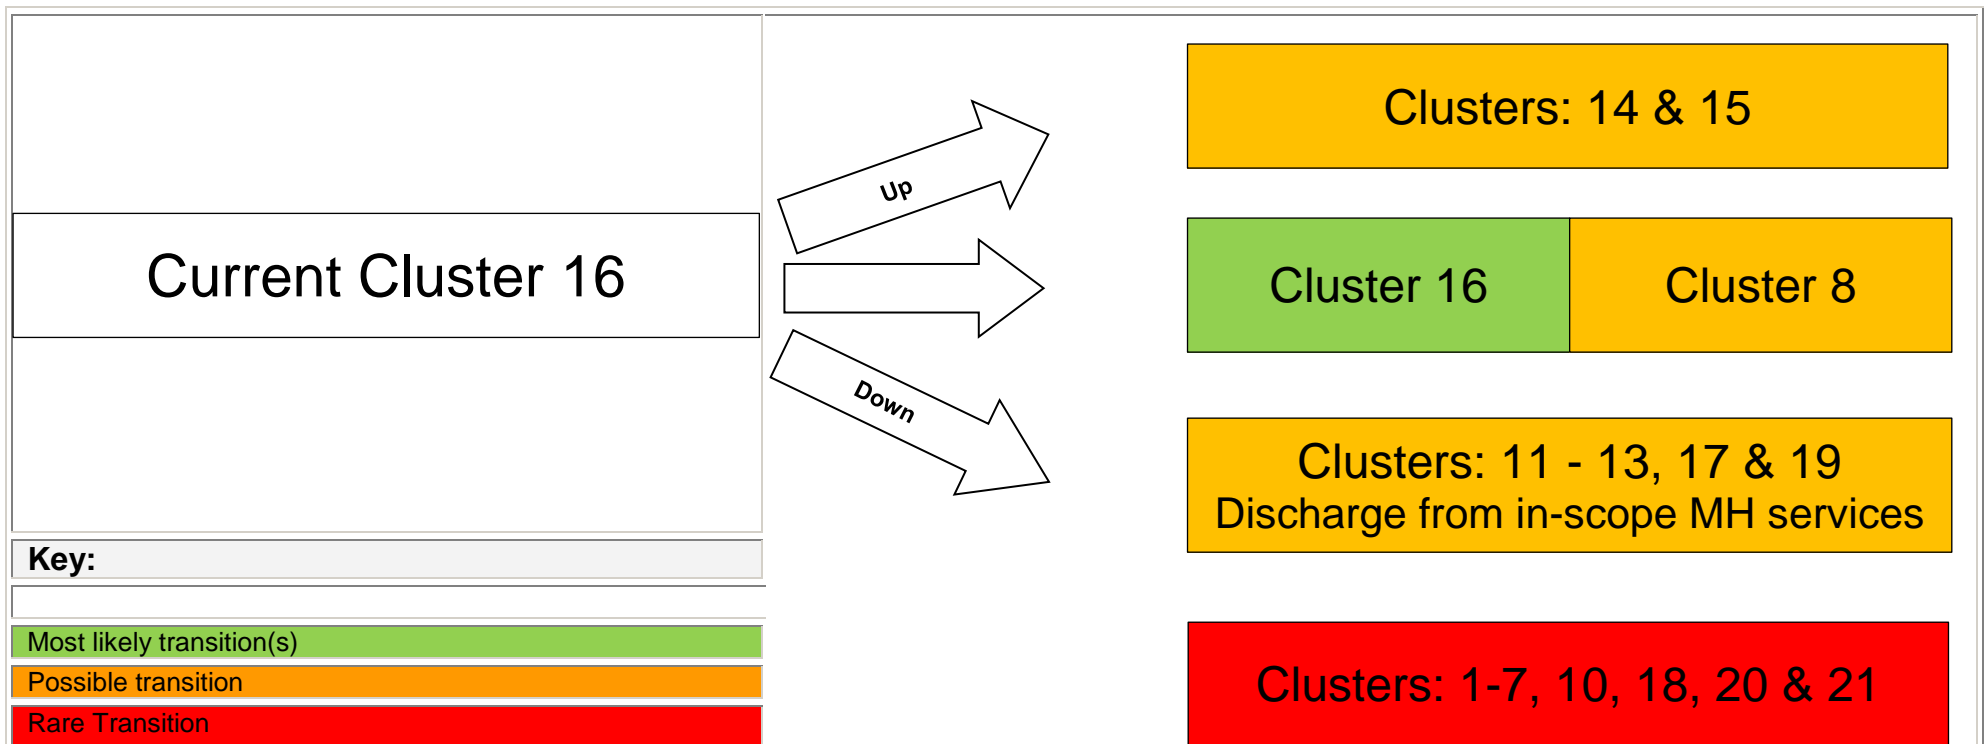 Current Cluster 16
Up
Down
Clusters: 14 & 15
Cluster 16
Cluster 8
Clusters: 11 - 13, 17 & 19
Discharge from in-scope MH services
Clusters: 1-7, 10, 18, 20 & 21
Key:
Most likely transition(s)
Possible transition
Rare Transition